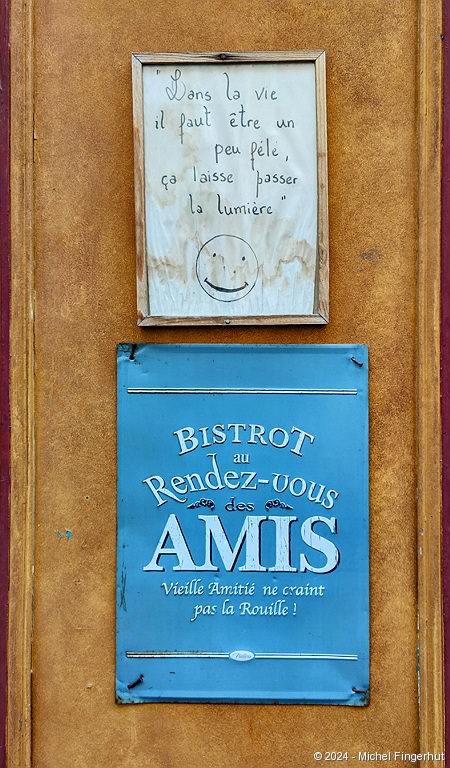 "Dans la vie
il faut être un
peu fêlé,
ça laisse passer
la lumière"
BISTROT
au
Rendez-vous
des
AMIS
Vieille Amitié ne craint
pas la Rouille !
© 2024 - Michel Fingerhut